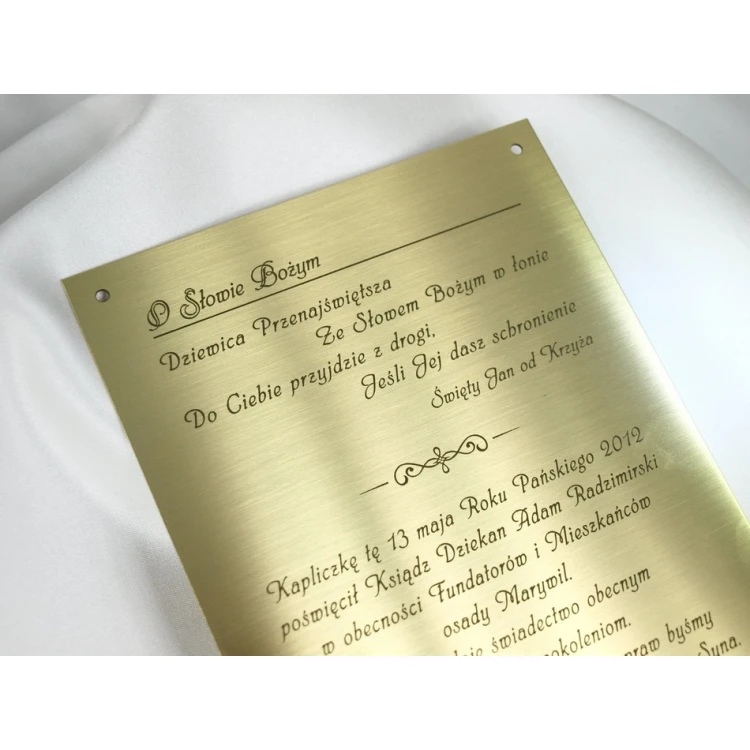 O Słowie Bożym
Dziewica Przenajświętsza
Ze Słowem Bożym w łonie
Do Ciebie przyjdzie z drogi,
Jeśli Jej dasz schronienie
Święty Jan od Krzyża
Kapliczkę tę 13 maja Roku Pańskiego 2012
poświęcił Ksiądz Dziekan Adam Radzimirski
w obecności Fundatorów i Mieszkańców
osady Marywil.
świadectwo obecnym
byśmy
Syna.